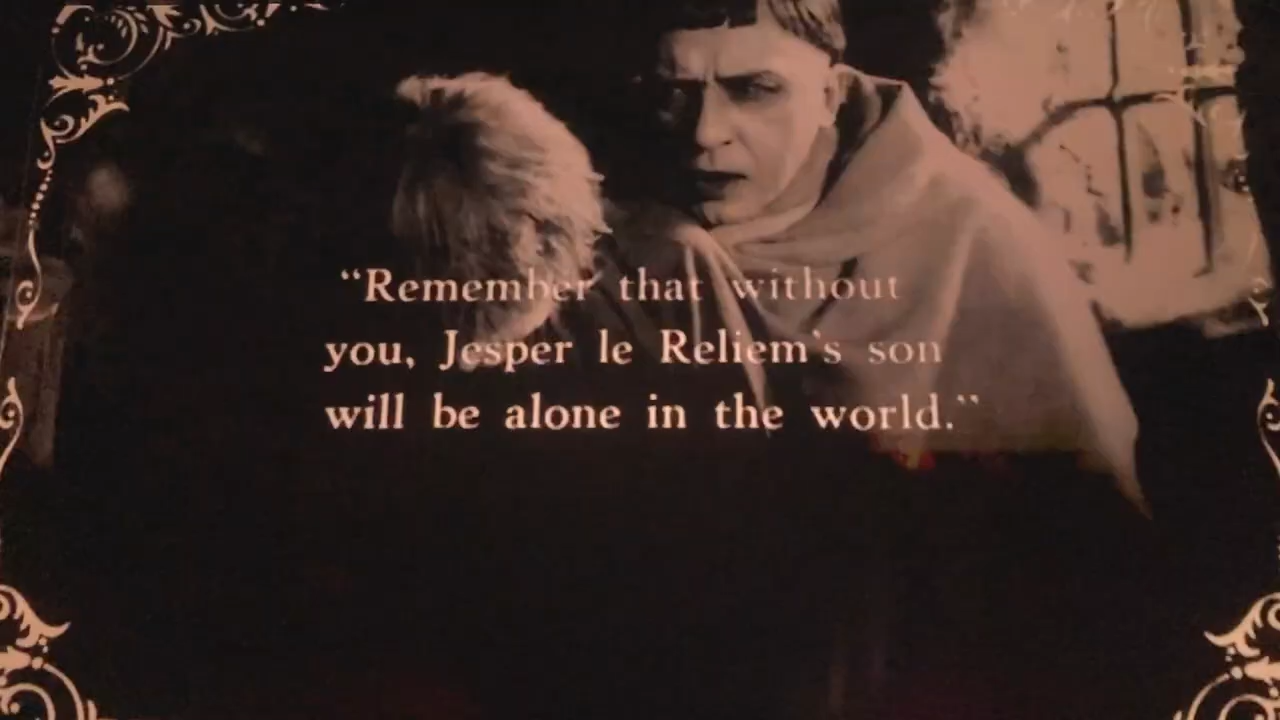 “Remember that without
you, Jesper le Reliem's son
will be alone in the world.”